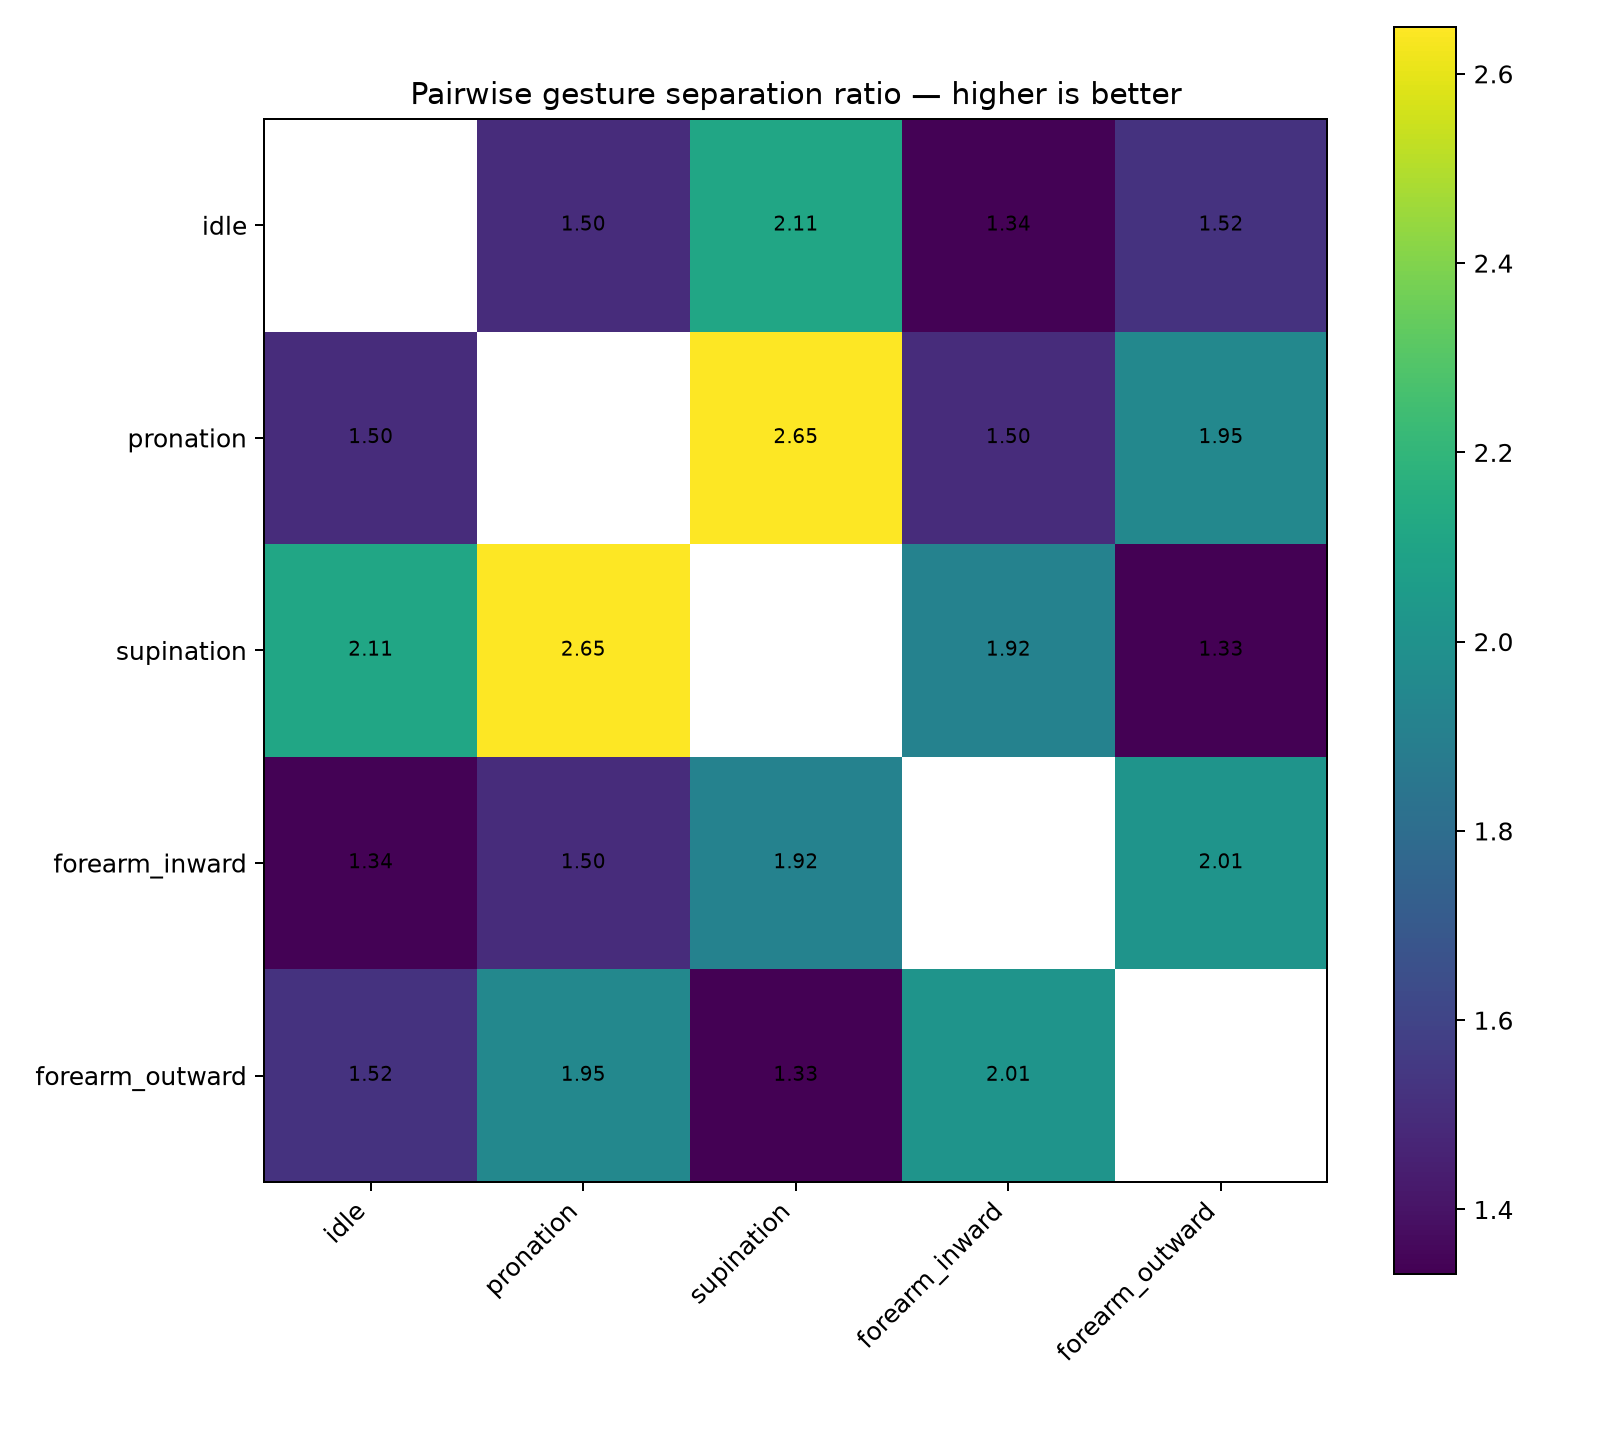 Pairwise gesture separation ratio — higher is better
idle 1.50 2.11 1.34 1.52
pronation 1.50 2.65 1.50 1.95
supination 2.11 2.65 1.92 1.33
forearm_inward 1.34 1.50 1.92 2.01
forearm_outward 1.52 1.95 1.33 2.01
idle pronation supination forearm_inward forearm_outward
2.6
2.4
2.2
2.0
1.8
1.6
1.4